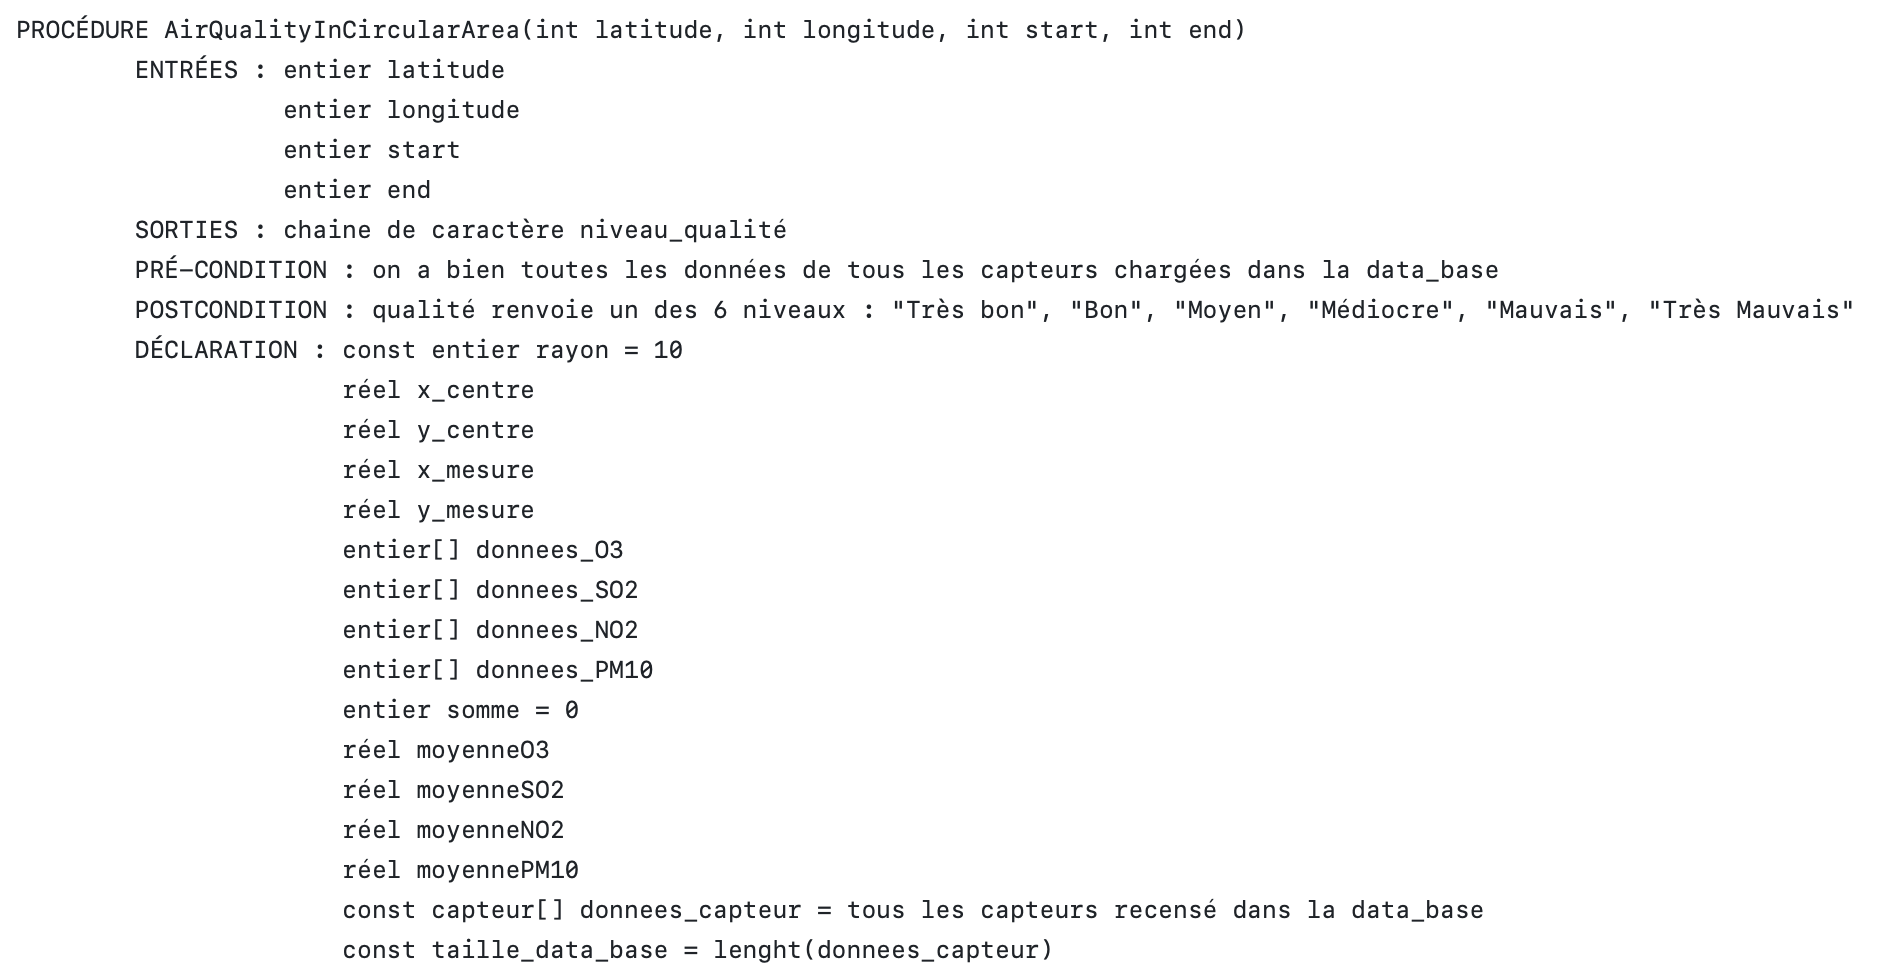 PROCÉDURE AirQualityInCircularArea(int latitude, int longitude, int start, int end)
ENTRÉES : entier latitude
entier longitude
entier start
entier end
SORTIES : chaine de caractère niveau_qualité
PRÉ-CONDITION : on a bien toutes les données de tous les capteurs chargées dans la data_base
POSTCONDITION : qualité renvoie un des 6 niveaux : "Très bon", "Bon", "Moyen", "Médiocre", "Mauvais", "Très Mauvais"
DÉCLARATION : const entier rayon = 10
réel x_centre
réel y_centre
réel x_mesure
réel y_mesure
entier[] donnees_O3
entier[] donnees_SO2
entier[] donnees_NO2
entier[] donnees_PM10
entier somme = 0
réel moyenneO3
réel moyenneSO2
réel moyenneNO2
réel moyennePM10
const capteur[] donnees_capteur = tous les capteurs recensé dans la data_base
const taille_data_base = lenght(donnees_capteur)